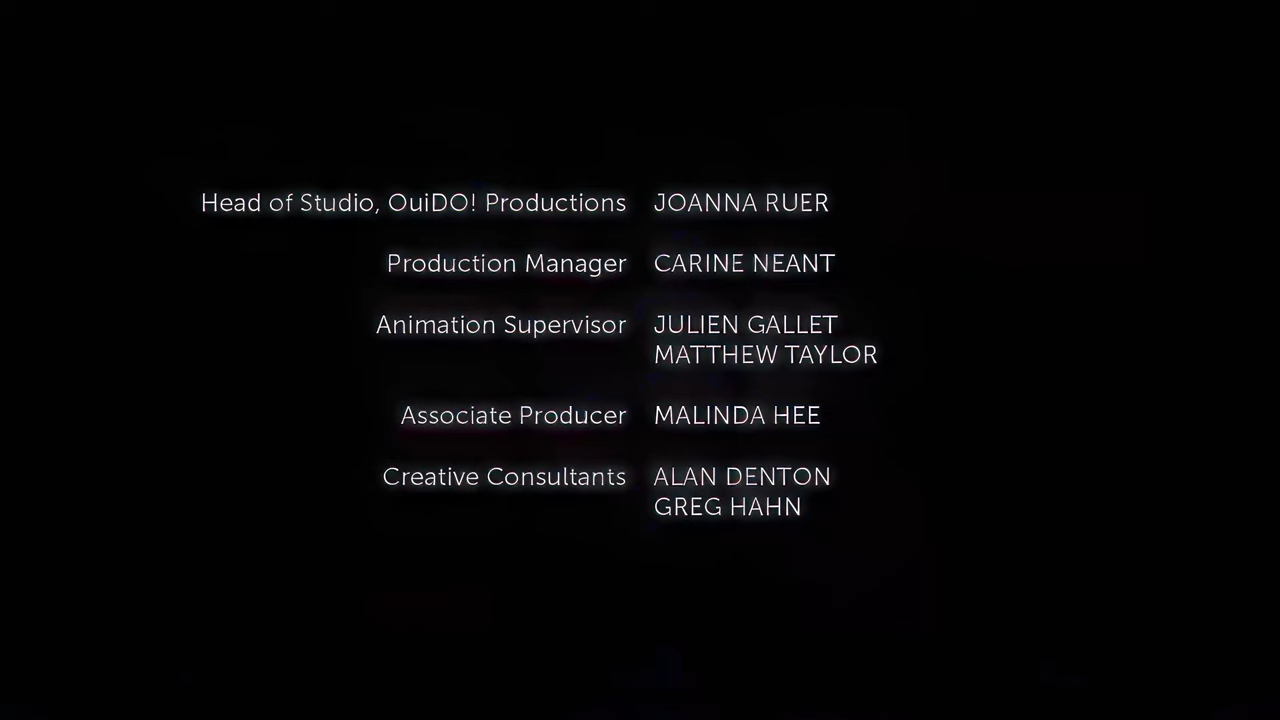 Head of Studio, OuiDO! Productions JOANNA RUER
Production Manager CARINE NEANT
Animation Supervisor JULIEN GALLET
MATTHEW TAYLOR
Associate Producer MALINDA HEE
Creative Consultants ALAN DENTON
GREG HAHN